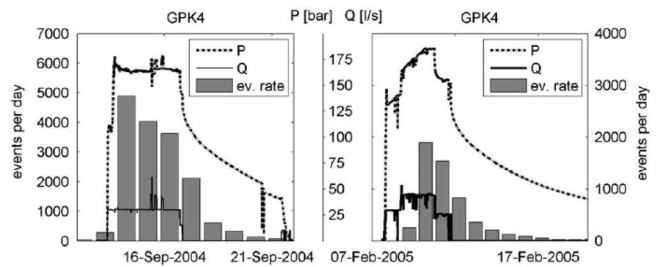 GPK4 P [bar] Q [l/s] GPK4
7000
6000
5000
4000
3000
2000
1000
0
events per day
P
Q
ev. rate
16-Sep-2004 21-Sep-2004
175
150
125
100
75
50
25
P
Q
ev. rate
4000
3000
2000
1000
0
events per day
07-Feb-2005 17-Feb-2005